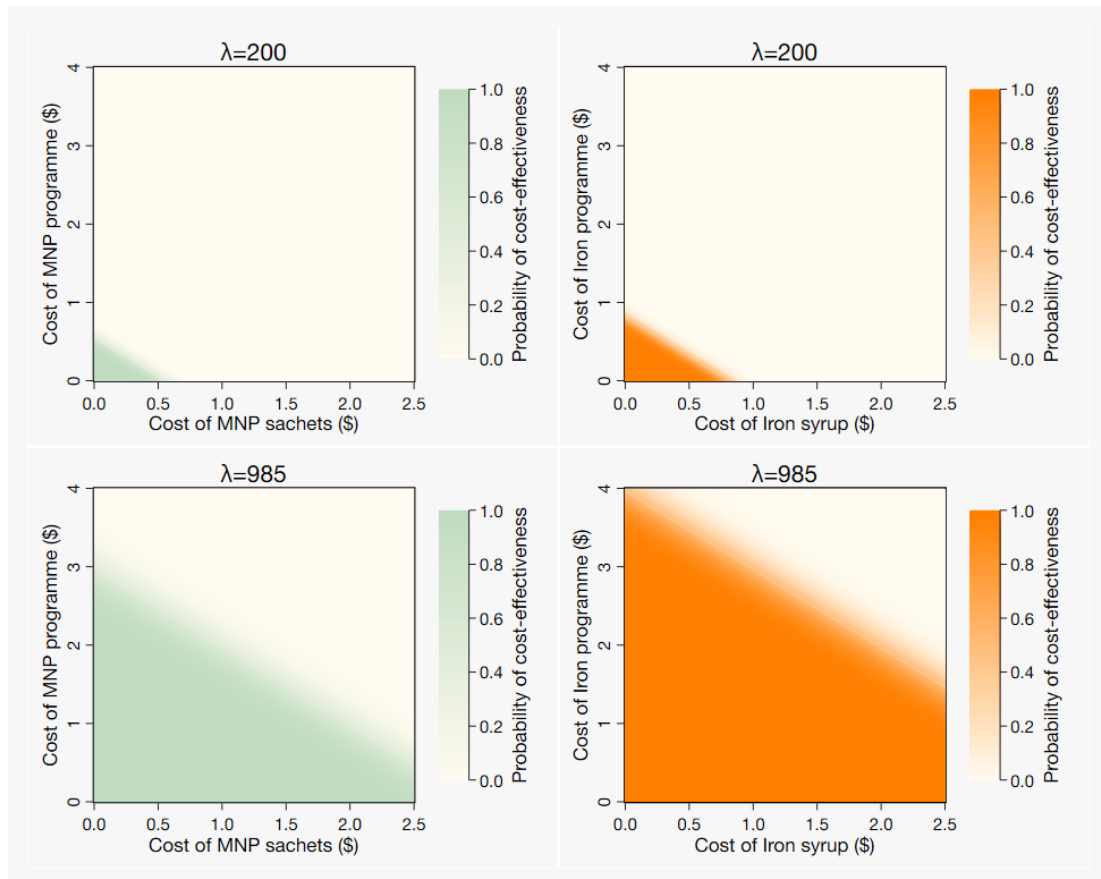 λ=200
Cost of MNP programme ($)
4
3
2
1
0
0.0 0.5 1.0 1.5 2.0 2.5
Cost of MNP sachets ($)
1.0
0.8
0.6
0.4
0.2
0.0
Probability of cost-effectiveness
λ=200
Cost of Iron programme ($)
4
3
2
1
0
0.0 0.5 1.0 1.5 2.0 2.5
Cost of Iron syrup ($)
1.0
0.8
0.6
0.4
0.2
0.0
Probability of cost-effectiveness
λ=985
Cost of MNP programme ($)
4
3
2
1
0
0.0 0.5 1.0 1.5 2.0 2.5
Cost of MNP sachets ($)
1.0
0.8
0.6
0.4
0.2
0.0
Probability of cost-effectiveness
λ=985
Cost of Iron programme ($)
4
3
2
1
0
0.0 0.5 1.0 1.5 2.0 2.5
Cost of Iron syrup ($)
1.0
0.8
0.6
0.4
0.2
0.0
Probability of cost-effectiveness